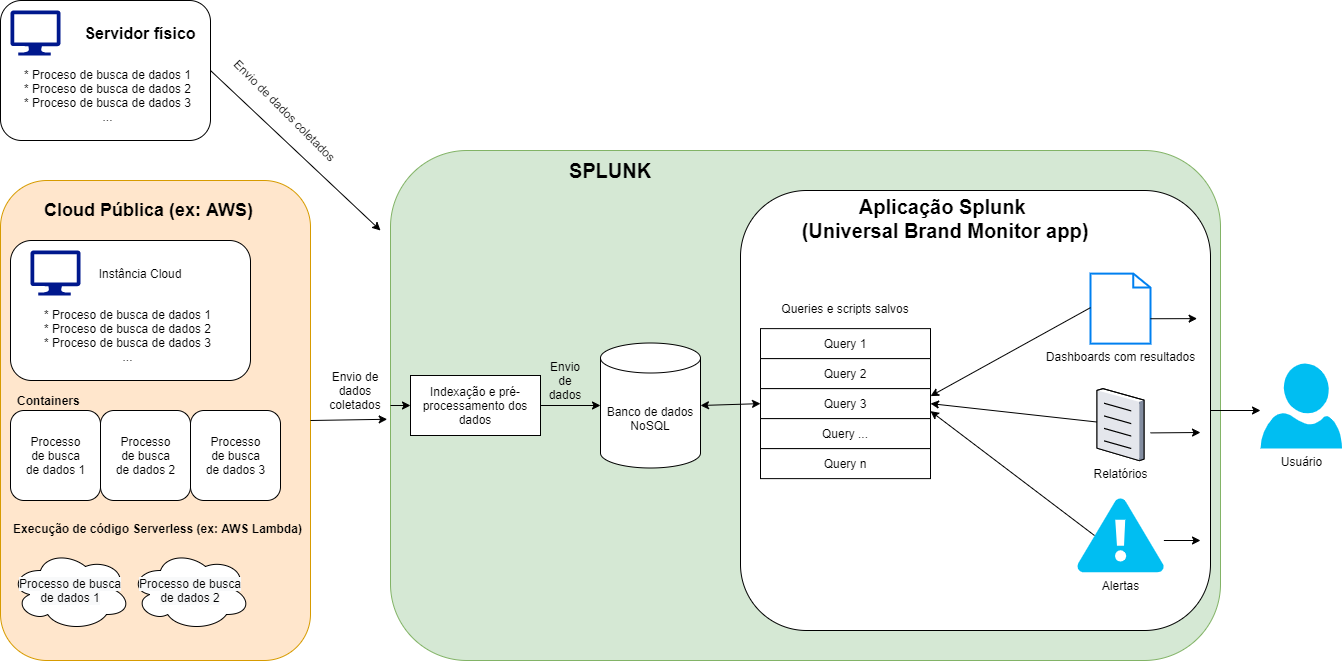 Servidor físico
* Proceso de busca de dados 1
* Proceso de busca de dados 2
* Proceso de busca de dados 3
...
Envio de dados coletados
Cloud Pública (ex: AWS)
Instância Cloud
* Proceso de busca de dados 1
* Proceso de busca de dados 2
* Proceso de busca de dados 3
...
Containers
Processo
de busca
de dados 1
Processo
de busca
de dados 2
Processo
de busca
de dados 3
Execução de código Serverless (ex: AWS Lambda)
Processo de busca
de dados 1
Processo de busca
de dados 2
Envio de
dados
coletados
SPLUNK
Indexação e pré-
processamento dos
dados
Envio
de
dados
Banco de dados
NoSQL
Aplicação Splunk
(Universal Brand Monitor app)
Queries e scripts salvos
Query 1
Query 2
Query 3
Query ...
Query n
Dashboards com resultados
Relatórios
Alertas
Usuário